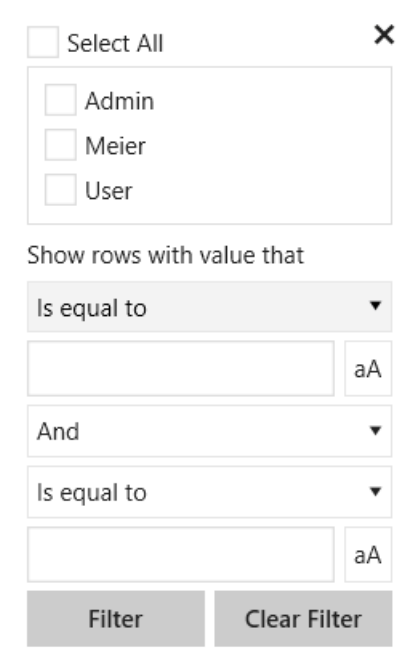 Select All
Admin
Meier
User
Show rows with value that
Is equal to
aA
And
Is equal to
aA
Filter Clear Filter